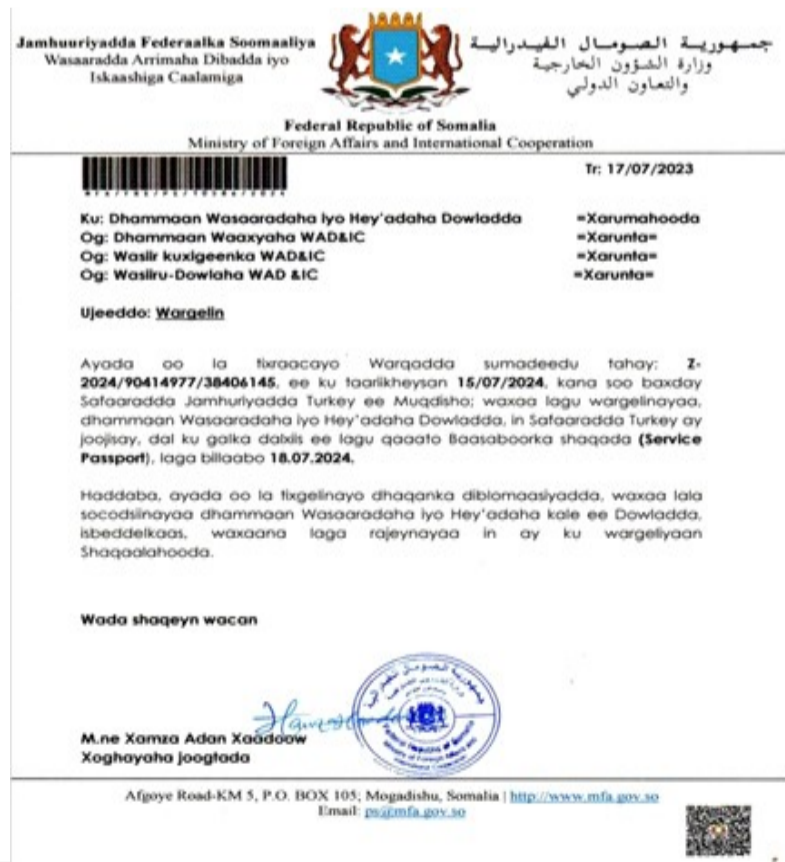 Jamhuuriyadda Federaalka Soomaaliya
Wasaaradda Arrimaha Dibadda iyo
Iskaashiga Caalamiga
جمهورية الصومال الفيدرالية
وزارة الشؤون الخارجية
والتعاون الدولي
Federal Republic of Somalia
Ministry of Foreign Affairs and International Cooperation
Tr: 17/07/2023
Ku: Dhammaan Wasaaradaha iyo Hey'adaha Dowladda =Xarumahooda
Og: Dhammaan Waaxyaha WAD&IC =Xarunta=
Og: Wasiir kuxigeenka WAD&IC =Xarunta=
Og: Wasiiru-Dowlaha WAD &IC =Xarunta=
Ujeeddo: Wargelin
Ayada oo la tixraacayo Warqadda sumadeedu tahay: Z-
2024/90414977/38406145, ee ku taariikheysan 15/07/2024, kana soo baxday
Safaaradda Jamhuriyadda Turkey ee Muqdisho; waxaa lagu wargelinayaa,
dhammaan Wasaaradaha iyo Hey'adaha Dowladda, in Safaaradda Turkey ay
joojisay, dal ku galka dalxiis ee lagu qaaato Baasaboorka shaqada (Service
Passport), laga billaabo 18.07.2024.
Haddaba, ayada oo la tixgelinayo dhaqanka diblomaasiyadda, waxaa lala
socodsiinayaa dhammaan Wasaaradaha iyo Hey'adaha kale ee Dowladda,
isbeddelkaas, waxaana laga rajeynayaa in ay ku wargeliyaan
Shaqaalahooda.
Wada shaqeyn wacan
M.ne Xamza Adan Xaadoow
Xoghayaha joogtada
Afgoye Road-KM 5, P.O. BOX 105; Mogadishu, Somalia | http://www.mfa.gov.so
Email: ps@mfa.gov.so